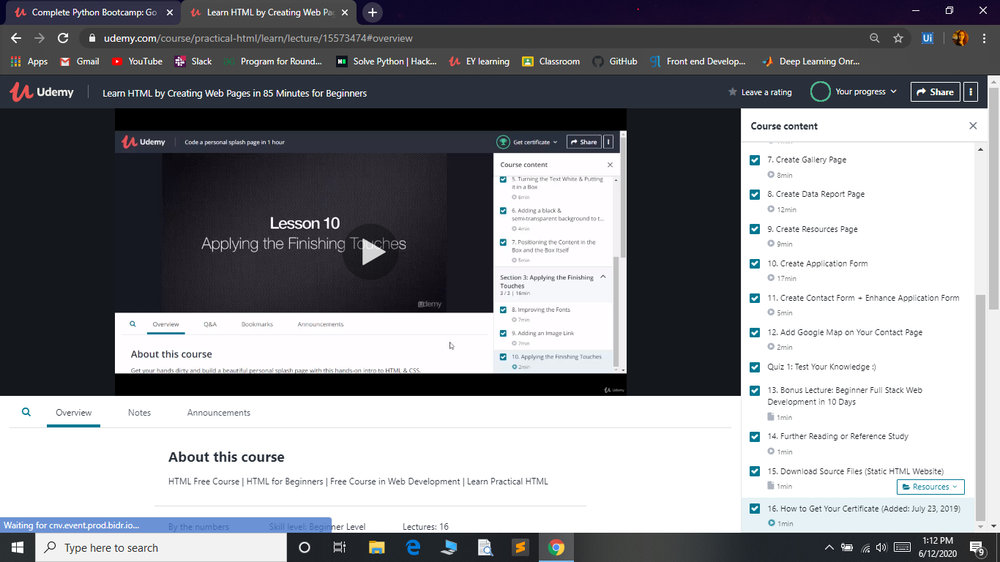 Complete Python Bootcamp: Go
Learn HTML by Creating Web Pag
udemy.com/course/practical-html/learn/lecture/15573474#overview
Apps
Gmail
YouTube
Slack
Program for Round...
Solve Python | Hack...
EY learning
Classroom
GitHub
Front end Develop...
Deep Learning Onr...
Udemy
Learn HTML by Creating Web Pages in 85 Minutes for Beginners
Leave a rating
Your progress
Share
Udemy
Code a personal splash page in 1 hour
Get certificate
Share
Lesson 10
Applying the Finishing Touches
udemy
Course content
5. Turning the Text White & Putting
it in a Box
6min
6. Adding a black &
semi-transparent background to t...
4min
7. Positioning the Content in the
Box and the Box Itself
5min
Section 3: Applying the Finishing
Touches
3 / 3 | 16min
8. Improving the Fonts
7min
9. Adding an Image Link
7min
10. Applying the Finishing Touches
2min
Overview
Q&A
Bookmarks
Announcements
About this course
Get your hands dirty and build a beautiful personal splash page with this hands-on intro to HTML & CSS.
Udemy
Course content
7. Create Gallery Page
8min
8. Create Data Report Page
12min
9. Create Resources Page
9min
10. Create Application Form
17min
11. Create Contact Form + Enhance Application Form
5min
12. Add Google Map on Your Contact Page
2min
Quiz 1: Test Your Knowledge :)
13. Bonus Lecture: Beginner Full Stack Web
Development in 10 Days
1min
14. Further Reading or Reference Study
1min
15. Download Source Files (Static HTML Website)
1min
Resources
16. How to Get Your Certificate (Added: July 23, 2019)
1min
Overview
Notes
Announcements
About this course
HTML Free Course | HTML for Beginners | Free Course in Web Development | Learn Practical HTML
By the numbers
Skill level: Beginner Level
Lectures: 16
Waiting for cnv.event.prod.bidr.io...
Type here to search
1:12 PM
6/12/2020
9